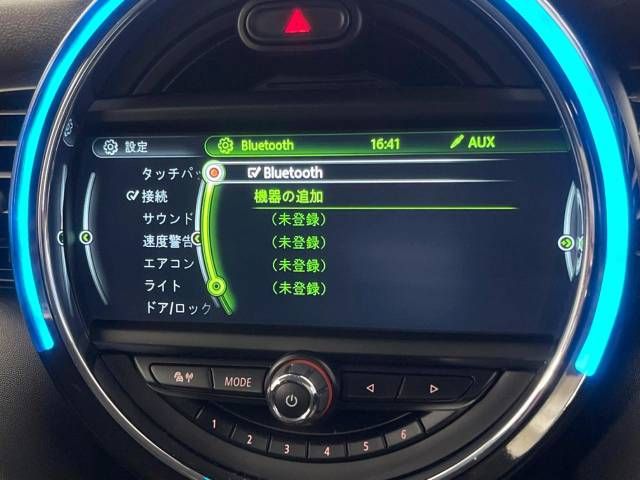 設定
Bluetooth 16:41 AUX
タッチパッ
接続
サウンド
速度警告
エアコン
ライト
ドア/ロック
Bluetooth
機器の追加
（未登録）
（未登録）
（未登録）
（未登録）
MODE
1 2 3 4 5 6